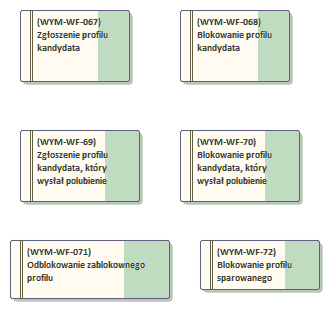 (WYM-WF-067)
Zgłoszenie profilu
kandydata
(WYM-WF-068)
Blokowanie profilu
kandydata
(WYM-WF-69)
Zgłoszenie profilu
kandydata, który
wysłał polubienie
(WYM-WF-70)
Blokowanie profilu
kandydata, który
wysłał polubienie
(WYM-WF-071)
Odblokowanie zablokownego
profilu
(WYM-WF-72)
Blokowanie profilu
sparowanego